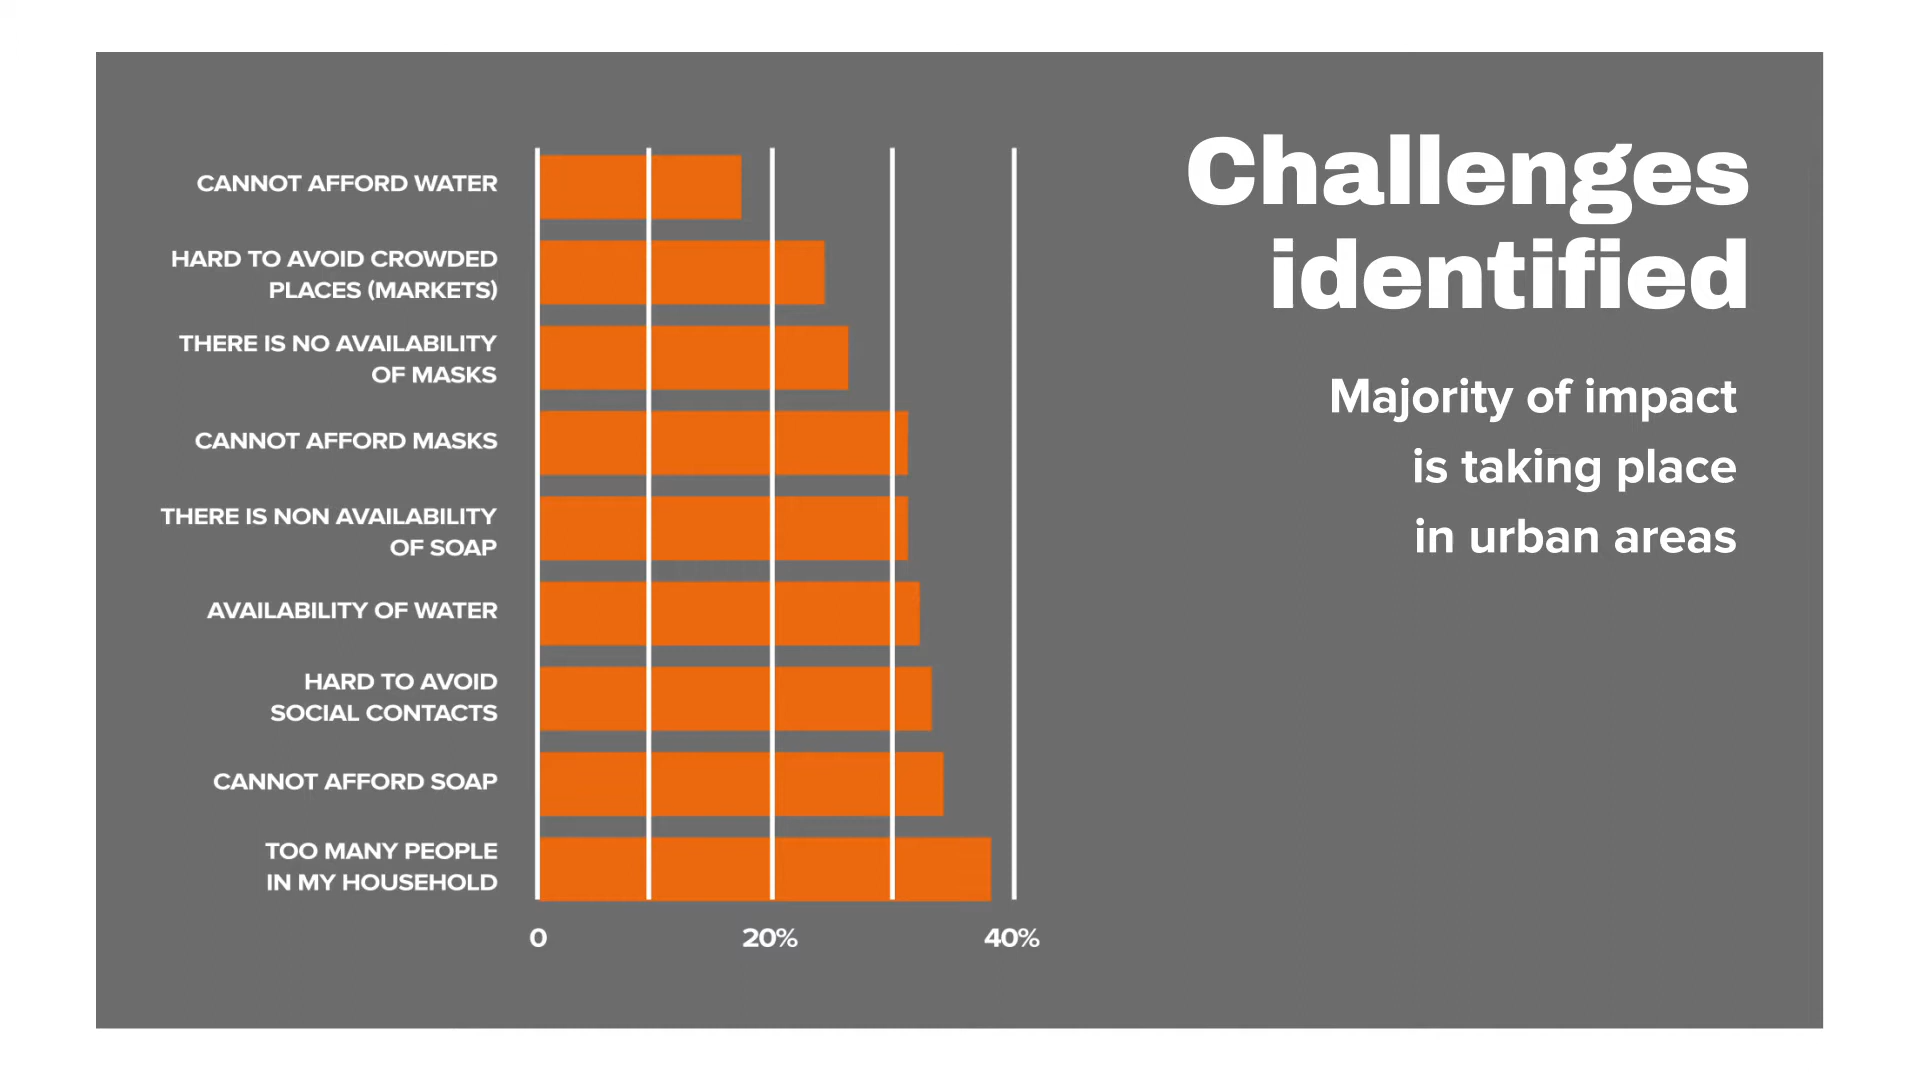 Challenges
identified
Majority of impact
is taking place
in urban areas
CANNOT AFFORD WATER
HARD TO AVOID CROWDED
PLACES (MARKETS)
THERE IS NO AVAILABILITY
OF MASKS
CANNOT AFFORD MASKS
THERE IS NON AVAILABILITY
OF SOAP
AVAILABILITY OF WATER
HARD TO AVOID
SOCIAL CONTACTS
CANNOT AFFORD SOAP
TOO MANY PEOPLE
IN MY HOUSEHOLD
0 20% 40%